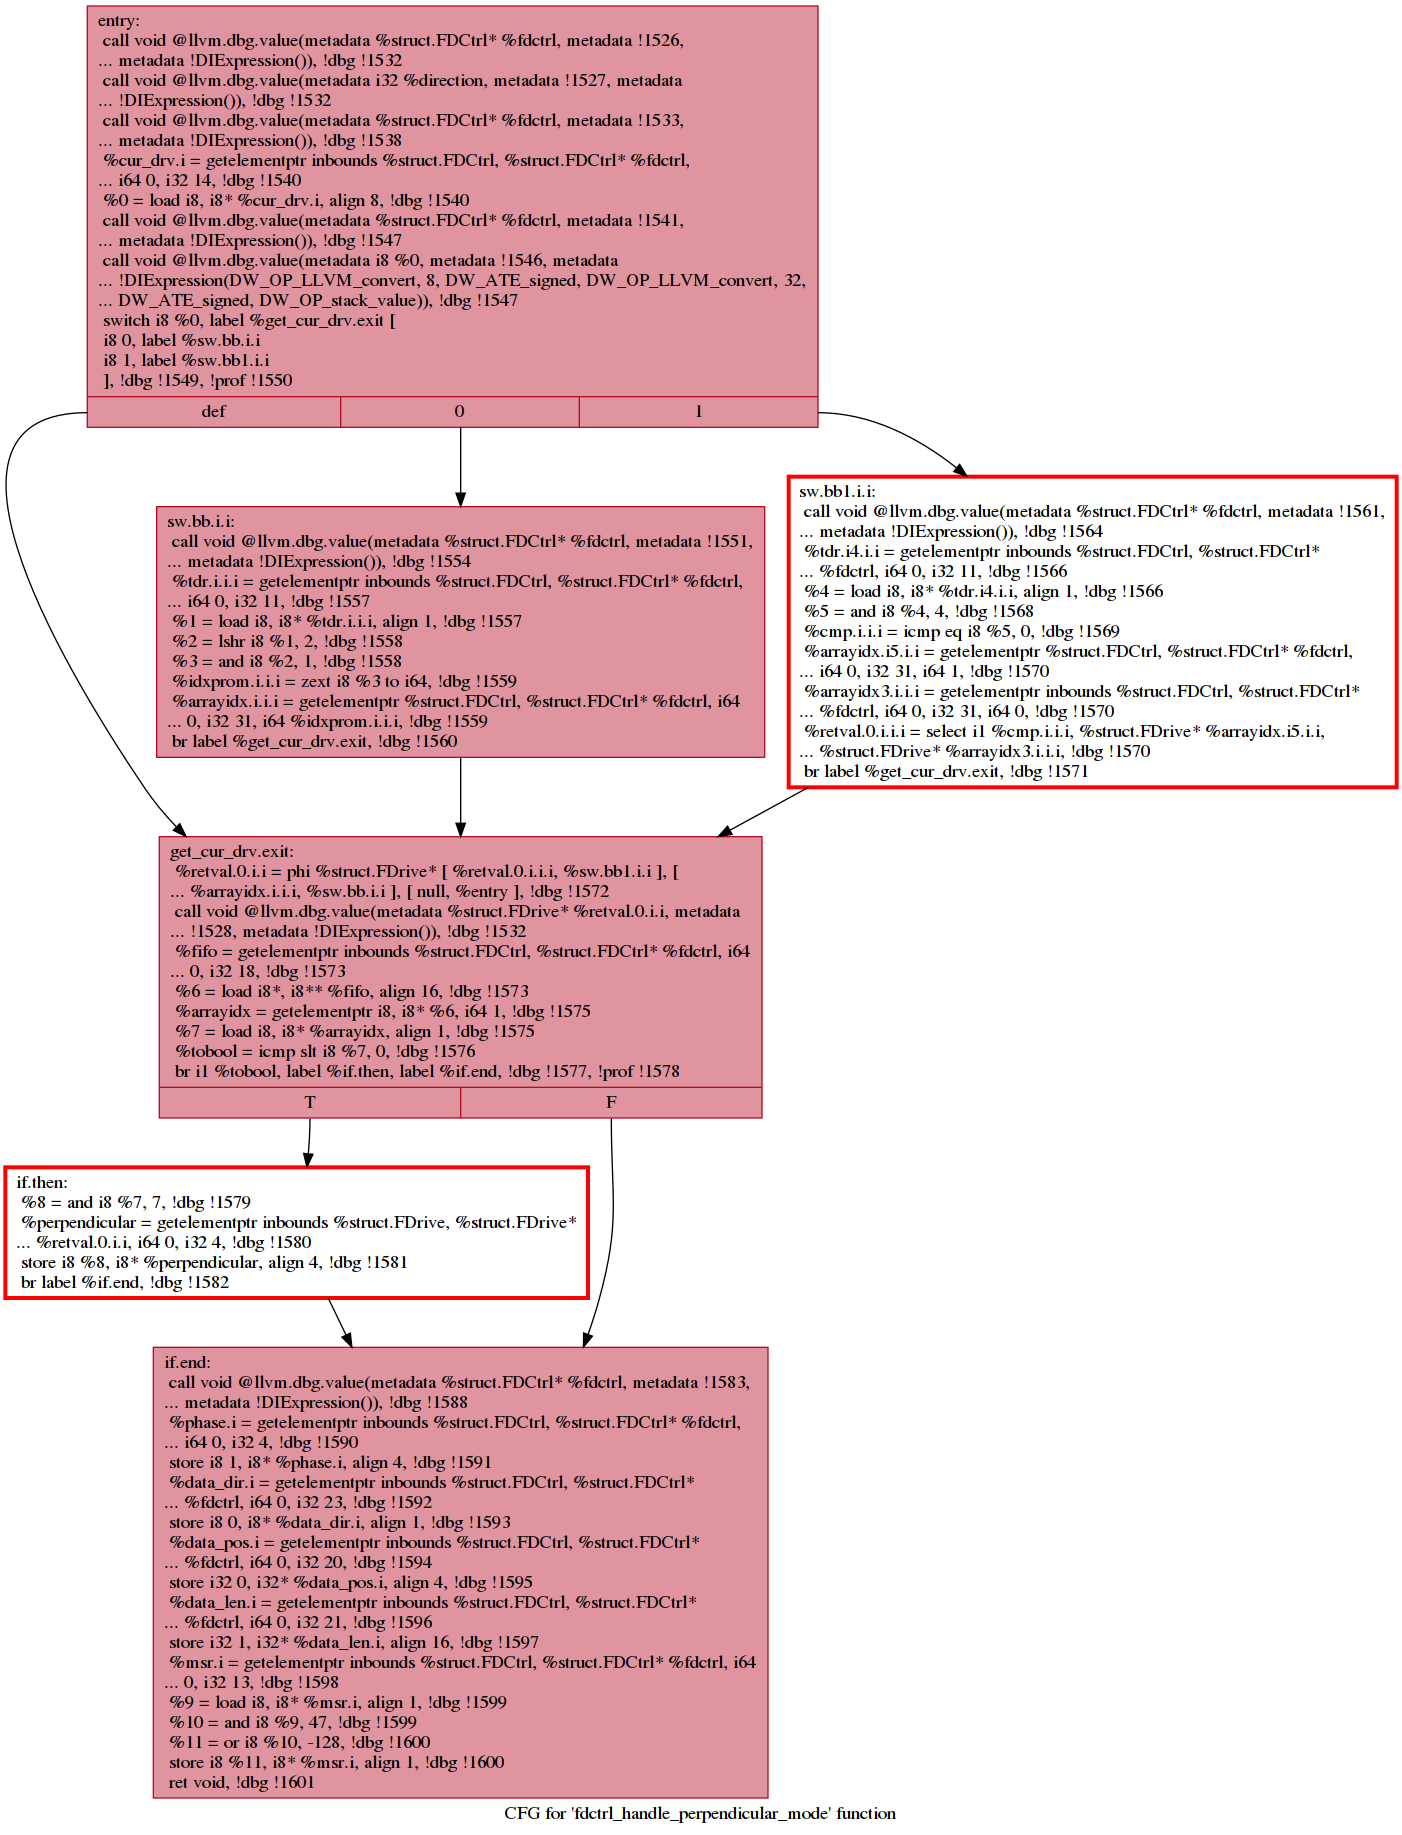 entry:
call void @llvm.dbg.value(metadata %struct.FDCtrl* %fdctrl, metadata !1526,
... metadata !DIExpression()), !dbg !1532
call void @llvm.dbg.value(metadata i32 %direction, metadata !1527, metadata
... !DIExpression()), !dbg !1532
call void @llvm.dbg.value(metadata %struct.FDCtrl* %fdctrl, metadata !1533,
... metadata !DIExpression()), !dbg !1538
%cur_drv.i = getelementptr inbounds %struct.FDCtrl, %struct.FDCtrl* %fdctrl,
... i64 0, i32 14, !dbg !1540
%0 = load i8, i8* %cur_drv.i, align 8, !dbg !1540
call void @llvm.dbg.value(metadata %struct.FDCtrl* %fdctrl, metadata !1541,
... metadata !DIExpression()), !dbg !1547
call void @llvm.dbg.value(metadata i8 %0, metadata !1546, metadata
... !DIExpression(DW_OP_LLVM_convert, 8, DW_ATE_signed, DW_OP_LLVM_convert, 32,
... DW_ATE_signed, DW_OP_stack_value)), !dbg !1547
switch i8 %0, label %get_cur_drv.exit [
i8 0, label %sw.bb.i.i
i8 1, label %sw.bb1.i.i
], !dbg !1549, !prof !1550
def 0 1
sw.bb.i.i:
call void @llvm.dbg.value(metadata %struct.FDCtrl* %fdctrl, metadata !1551,
... metadata !DIExpression()), !dbg !1554
%tdr.i.i.i = getelementptr inbounds %struct.FDCtrl, %struct.FDCtrl* %fdctrl,
... i64 0, i32 11, !dbg !1557
%1 = load i8, i8* %tdr.i.i.i, align 1, !dbg !1557
%2 = lshr i8 %1, 2, !dbg !1558
%3 = and i8 %2, 1, !dbg !1558
%idxprom.i.i.i = zext i8 %3 to i64, !dbg !1559
%arrayidx.i.i.i = getelementptr %struct.FDCtrl, %struct.FDCtrl* %fdctrl, i64
... 0, i32 31, i64 %idxprom.i.i.i, !dbg !1559
br label %get_cur_drv.exit, !dbg !1560
sw.bb1.i.i:
call void @llvm.dbg.value(metadata %struct.FDCtrl* %fdctrl, metadata !1561,
... metadata !DIExpression()), !dbg !1564
%tdr.i4.i.i = getelementptr inbounds %struct.FDCtrl, %struct.FDCtrl*
... %fdctrl, i64 0, i32 11, !dbg !1566
%4 = load i8, i8* %tdr.i4.i.i, align 1, !dbg !1566
%5 = and i8 %4, 4, !dbg !1568
%cmp.i.i.i = icmp eq i8 %5, 0, !dbg !1569
%arrayidx.i5.i.i = getelementptr %struct.FDCtrl, %struct.FDCtrl* %fdctrl,
... i64 0, i32 31, i64 1, !dbg !1570
%arrayidx3.i.i.i = getelementptr inbounds %struct.FDCtrl, %struct.FDCtrl*
... %fdctrl, i64 0, i32 31, i64 0, !dbg !1570
%retval.0.i.i.i = select i1 %cmp.i.i.i, %struct.FDrive* %arrayidx.i5.i.i,
... %struct.FDrive* %arrayidx3.i.i.i, !dbg !1570
br label %get_cur_drv.exit, !dbg !1571
get_cur_drv.exit:
%retval.0.i.i = phi %struct.FDrive* [ %retval.0.i.i.i, %sw.bb1.i.i ], [
... %arrayidx.i.i.i, %sw.bb.i.i ], [ null, %entry ], !dbg !1572
call void @llvm.dbg.value(metadata %struct.FDrive* %retval.0.i.i, metadata
... !1528, metadata !DIExpression()), !dbg !1532
%fifo = getelementptr inbounds %struct.FDCtrl, %struct.FDCtrl* %fdctrl, i64
... 0, i32 18, !dbg !1573
%6 = load i8*, i8** %fifo, align 16, !dbg !1573
%arrayidx = getelementptr i8, i8* %6, i64 1, !dbg !1575
%7 = load i8, i8* %arrayidx, align 1, !dbg !1575
%tobool = icmp slt i8 %7, 0, !dbg !1576
br i1 %tobool, label %if.then, label %if.end, !dbg !1577, !prof !1578
T F
if.then:
%8 = and i8 %7, 7, !dbg !1579
%perpendicular = getelementptr inbounds %struct.FDrive, %struct.FDrive*
... %retval.0.i.i, i64 0, i32 4, !dbg !1580
store i8 %8, i8* %perpendicular, align 4, !dbg !1581
br label %if.end, !dbg !1582
if.end:
call void @llvm.dbg.value(metadata %struct.FDCtrl* %fdctrl, metadata !1583,
... metadata !DIExpression()), !dbg !1588
%phase.i = getelementptr inbounds %struct.FDCtrl, %struct.FDCtrl* %fdctrl,
... i64 0, i32 4, !dbg !1590
store i8 1, i8* %phase.i, align 4, !dbg !1591
%data_dir.i = getelementptr inbounds %struct.FDCtrl, %struct.FDCtrl*
... %fdctrl, i64 0, i32 23, !dbg !1592
store i8 0, i8* %data_dir.i, align 1, !dbg !1593
%data_pos.i = getelementptr inbounds %struct.FDCtrl, %struct.FDCtrl*
... %fdctrl, i64 0, i32 20, !dbg !1594
store i32 0, i32* %data_pos.i, align 4, !dbg !1595
%data_len.i = getelementptr inbounds %struct.FDCtrl, %struct.FDCtrl*
... %fdctrl, i64 0, i32 21, !dbg !1596
store i32 1, i32* %data_len.i, align 16, !dbg !1597
%msr.i = getelementptr inbounds %struct.FDCtrl, %struct.FDCtrl* %fdctrl, i64
... 0, i32 13, !dbg !1598
%9 = load i8, i8* %msr.i, align 1, !dbg !1599
%10 = and i8 %9, 47, !dbg !1599
%11 = or i8 %10, -128, !dbg !1600
store i8 %11, i8* %msr.i, align 1, !dbg !1600
ret void, !dbg !1601
CFG for 'fdctrl_handle_perpendicular_mode' function